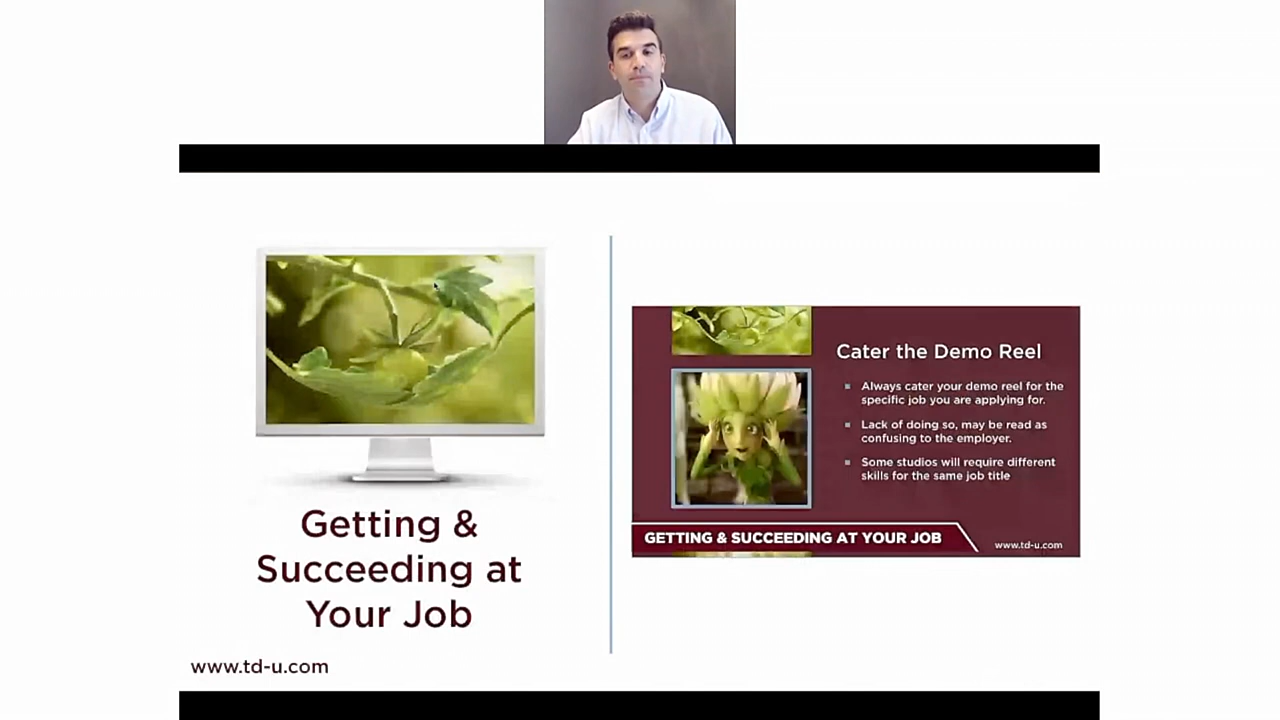 Getting &
Succeeding at
Your Job
www.td-u.com
Cater the Demo Reel
Always cater your demo reel for the
specific job you are applying for.
Lack of doing so, may be read as
confusing to the employer.
Some studios will require different
skills for the same job title
GETTING & SUCCEEDING AT YOUR JOB
www.td-u.com